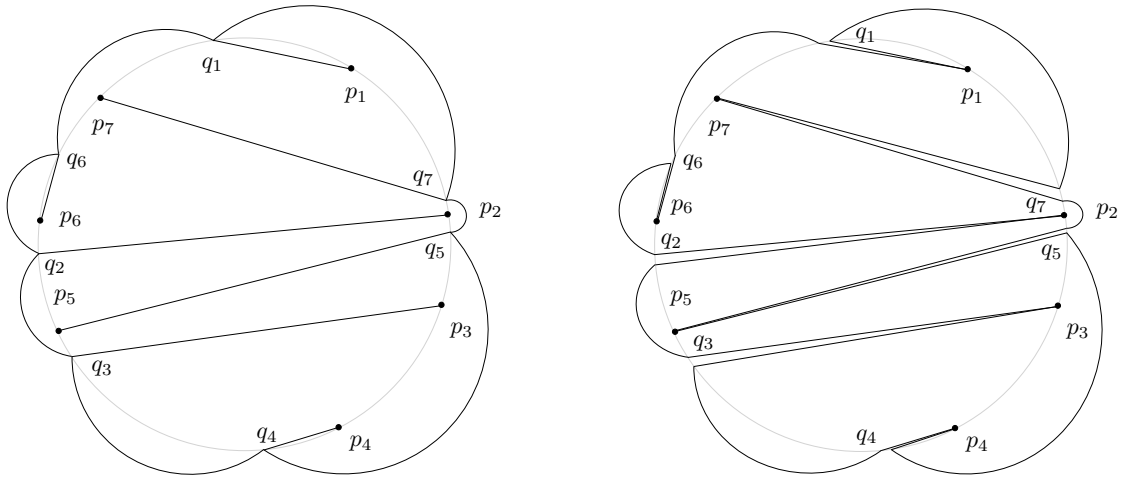 q₁
p₁
p₇
q₆
q₇
p₂
p₆
q₂
q₅
p₅
p₃
q₃
q₄
p₄
q₁
p₁
p₇
q₆
p₆
q₇
p₂
q₂
q₅
p₅
p₃
q₃
q₄
p₄